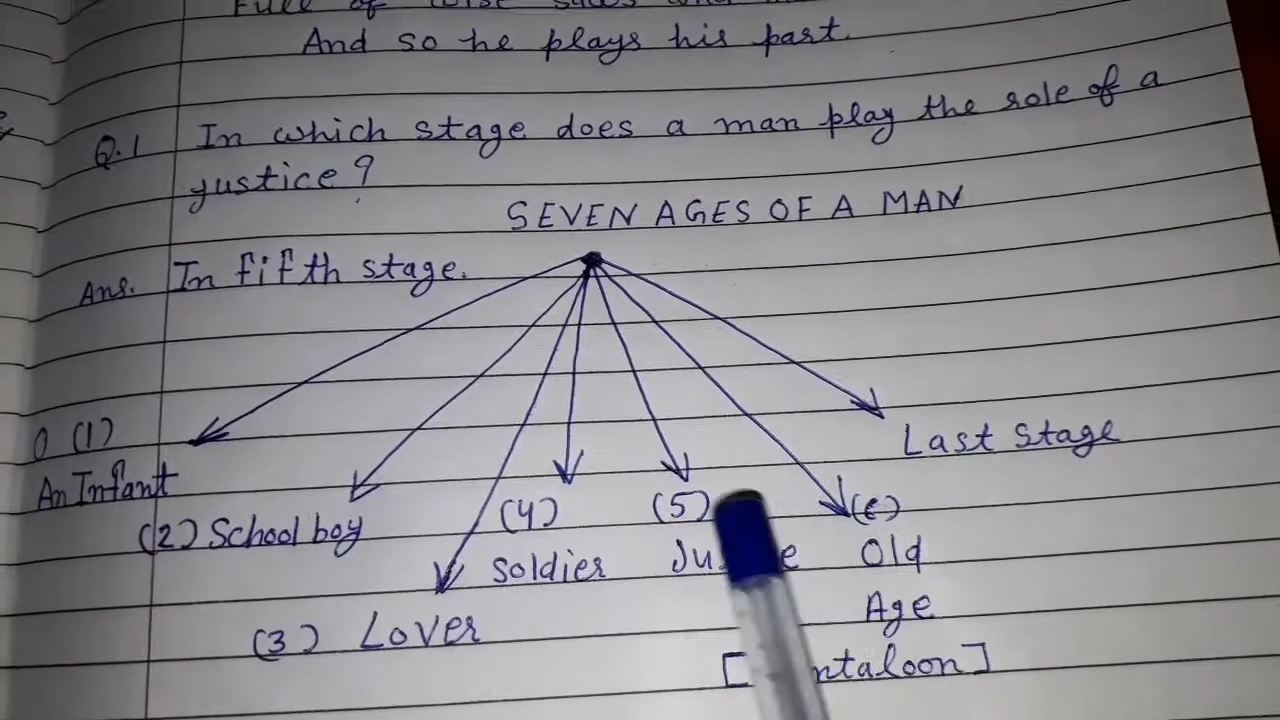 And so he plays his part.
Q.1 In which stage does a man play the role of a
justice?
SEVEN AGES OF A MAN
Ans. In fifth stage.
(1)
An Infant
Last stage
(2) School boy
(4)
(5)
(6)
soldier
Old
(3) Lover
Age